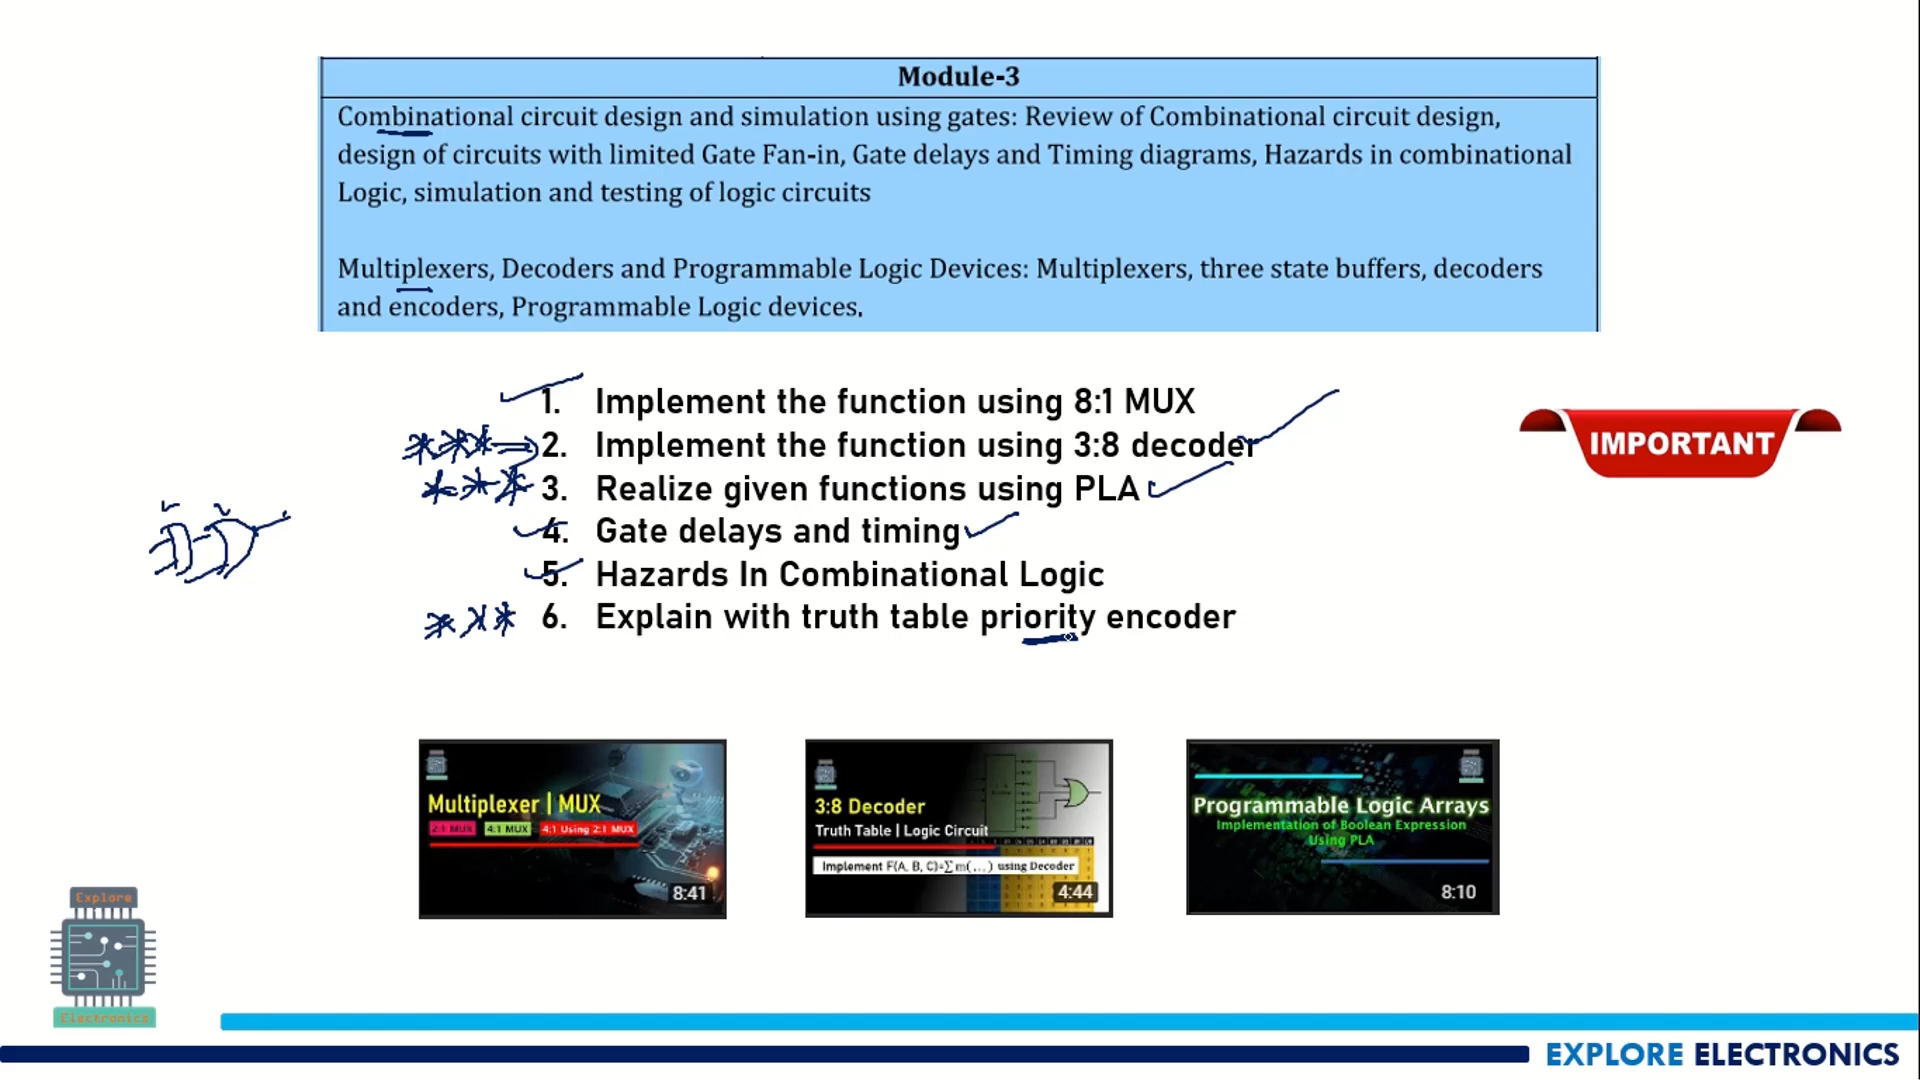 Module-3
Combinational circuit design and simulation using gates: Review of Combinational circuit design,
design of circuits with limited Gate Fan-in, Gate delays and Timing diagrams, Hazards in combinational
Logic, simulation and testing of logic circuits
Multiplexers, Decoders and Programmable Logic Devices: Multiplexers, three state buffers, decoders
and encoders, Programmable Logic devices.
1. Implement the function using 8:1 MUX
2. Implement the function using 3:8 decoder
3. Realize given functions using PLA
4. Gate delays and timing
5. Hazards In Combinational Logic
6. Explain with truth table priority encoder
IMPORTANT
Multiplexer | MUX
2:1 MUX 4:1 MUX 4:1 Using 2:1 MUX
8:41
3:8 Decoder
Truth Table | Logic Circuit
Implement F(A, B, C)=∑m(...) using Decoder
4:44
Programmable Logic Arrays
Implementation of Boolean Expression
Using PLA
8:10
Explore
Electronics
EXPLORE ELECTRONICS